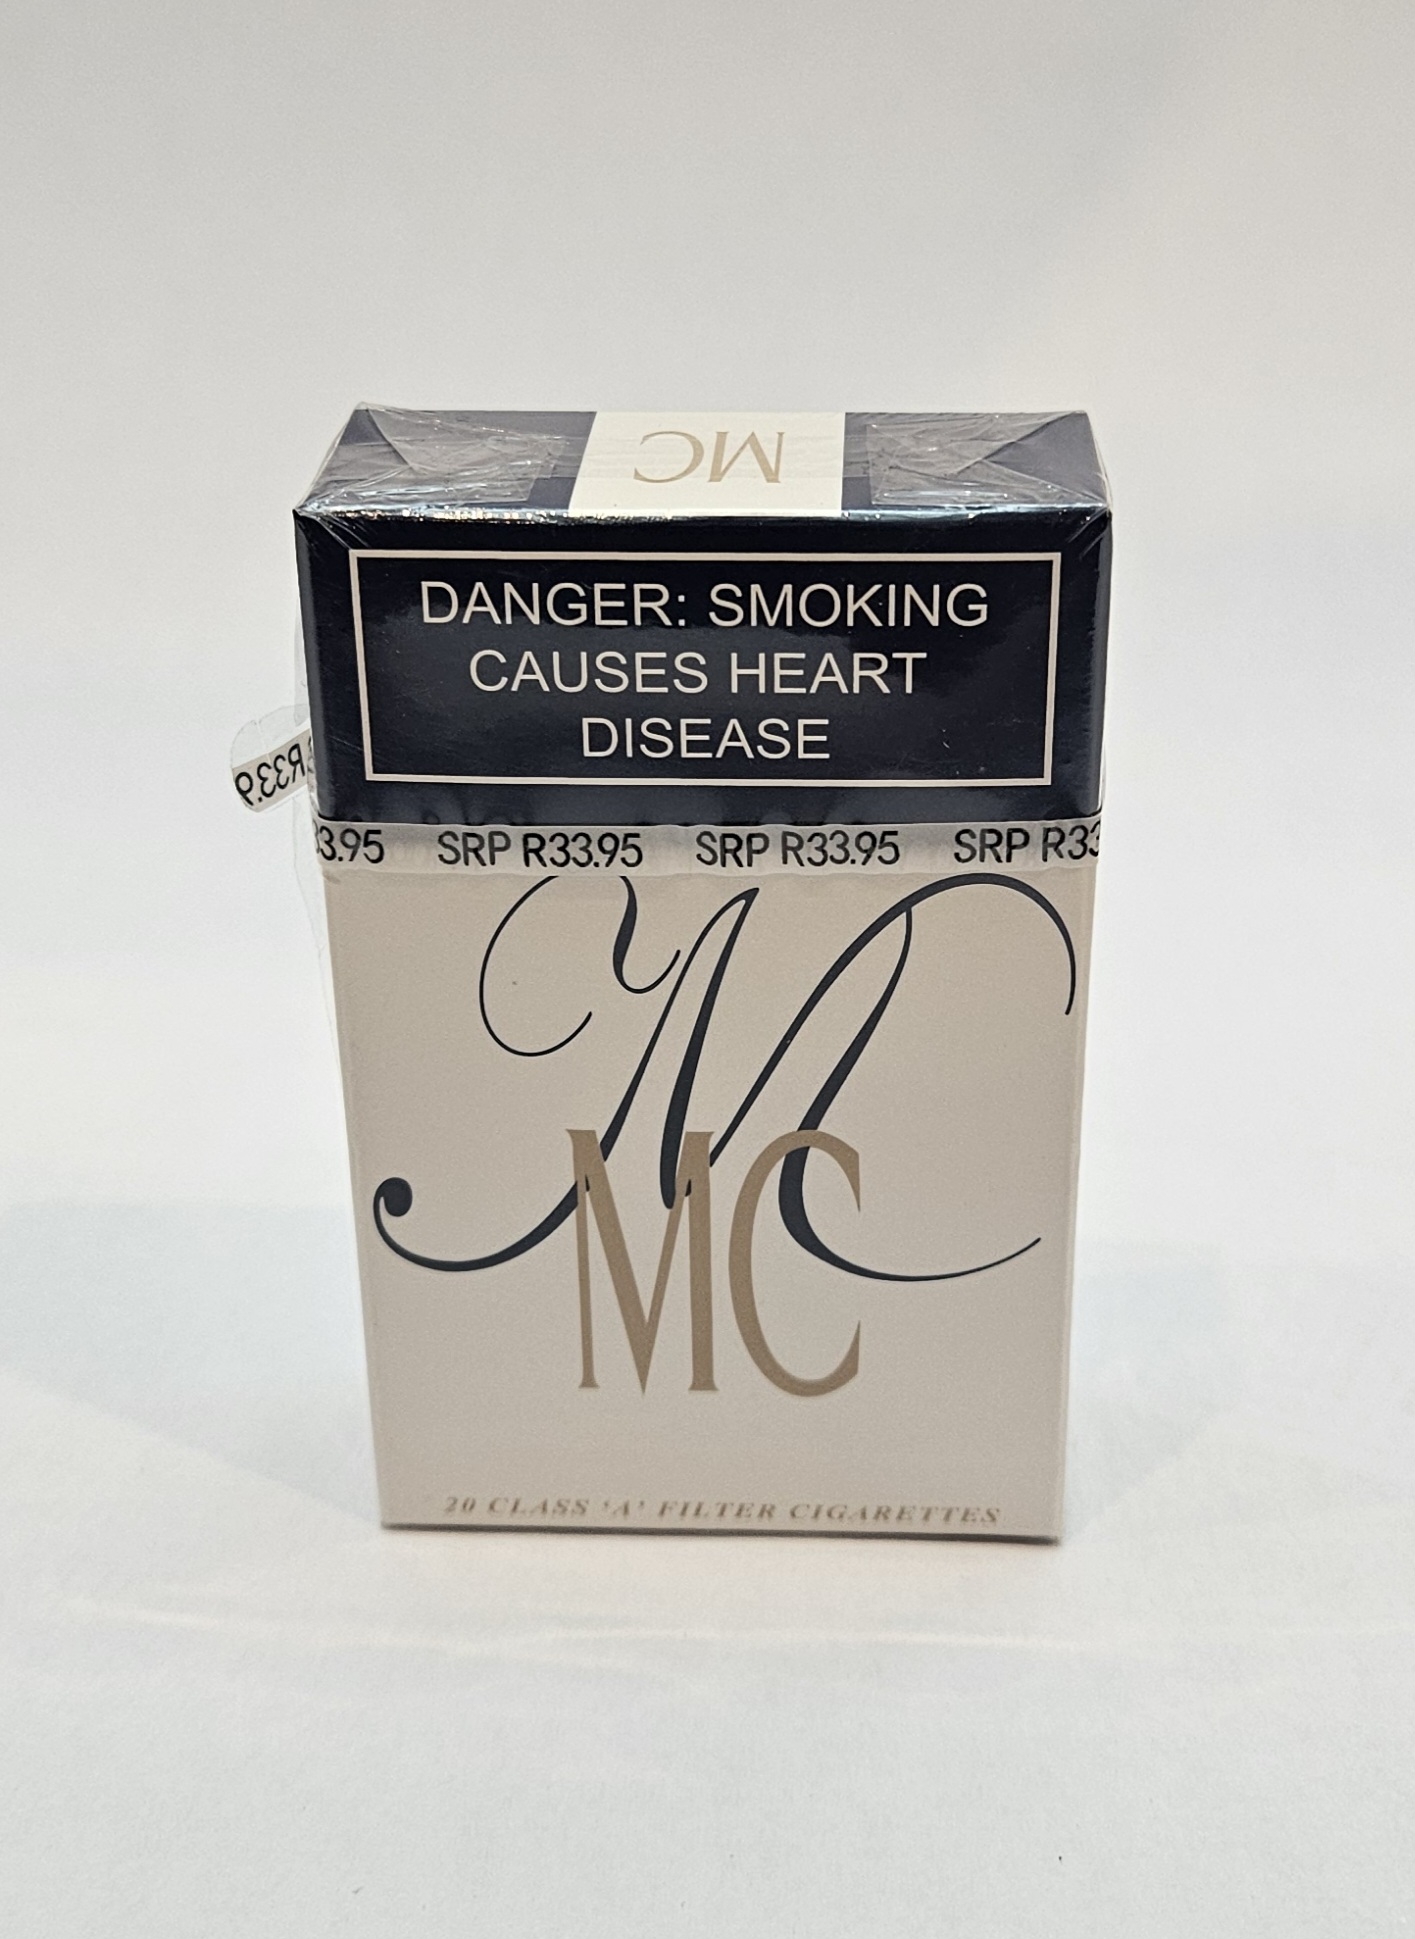 MC
DANGER: SMOKING
CAUSES HEART
DISEASE
R33.9
33.95 SRP R33.95 SRP R33.95 SRP R33
M
MC
20 CLASS 'A' FILTER CIGARETTES